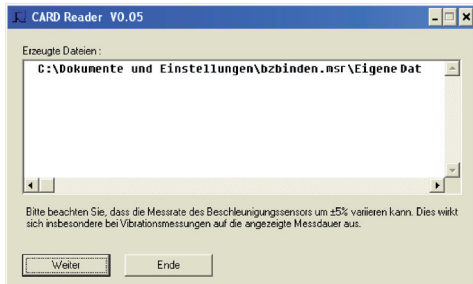 CARD Reader V0.05
Erzeugte Dateien :
C:\Dokumente und Einstellungen\bzbinden.msr\Eigene Dat
Bitte beachten Sie, dass die Messrate des Beschleunigungssensors um ±5% variieren kann. Dies wirkt
sich insbesondere bei Vibrationsmessungen auf die angezeigte Messdauer aus.
Weiter Ende